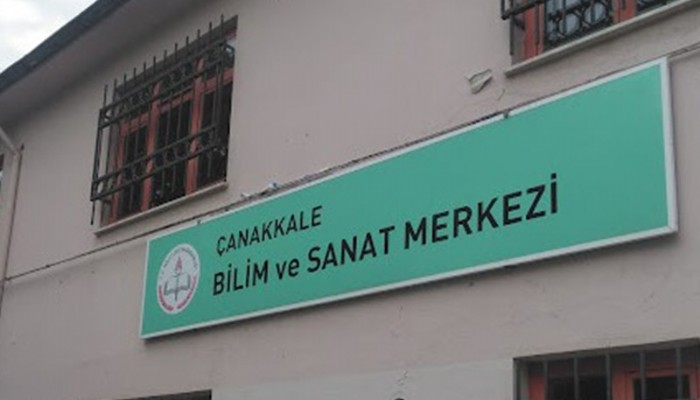 ÇANAKKALE
BİLİM ve SANAT MERKEZİ